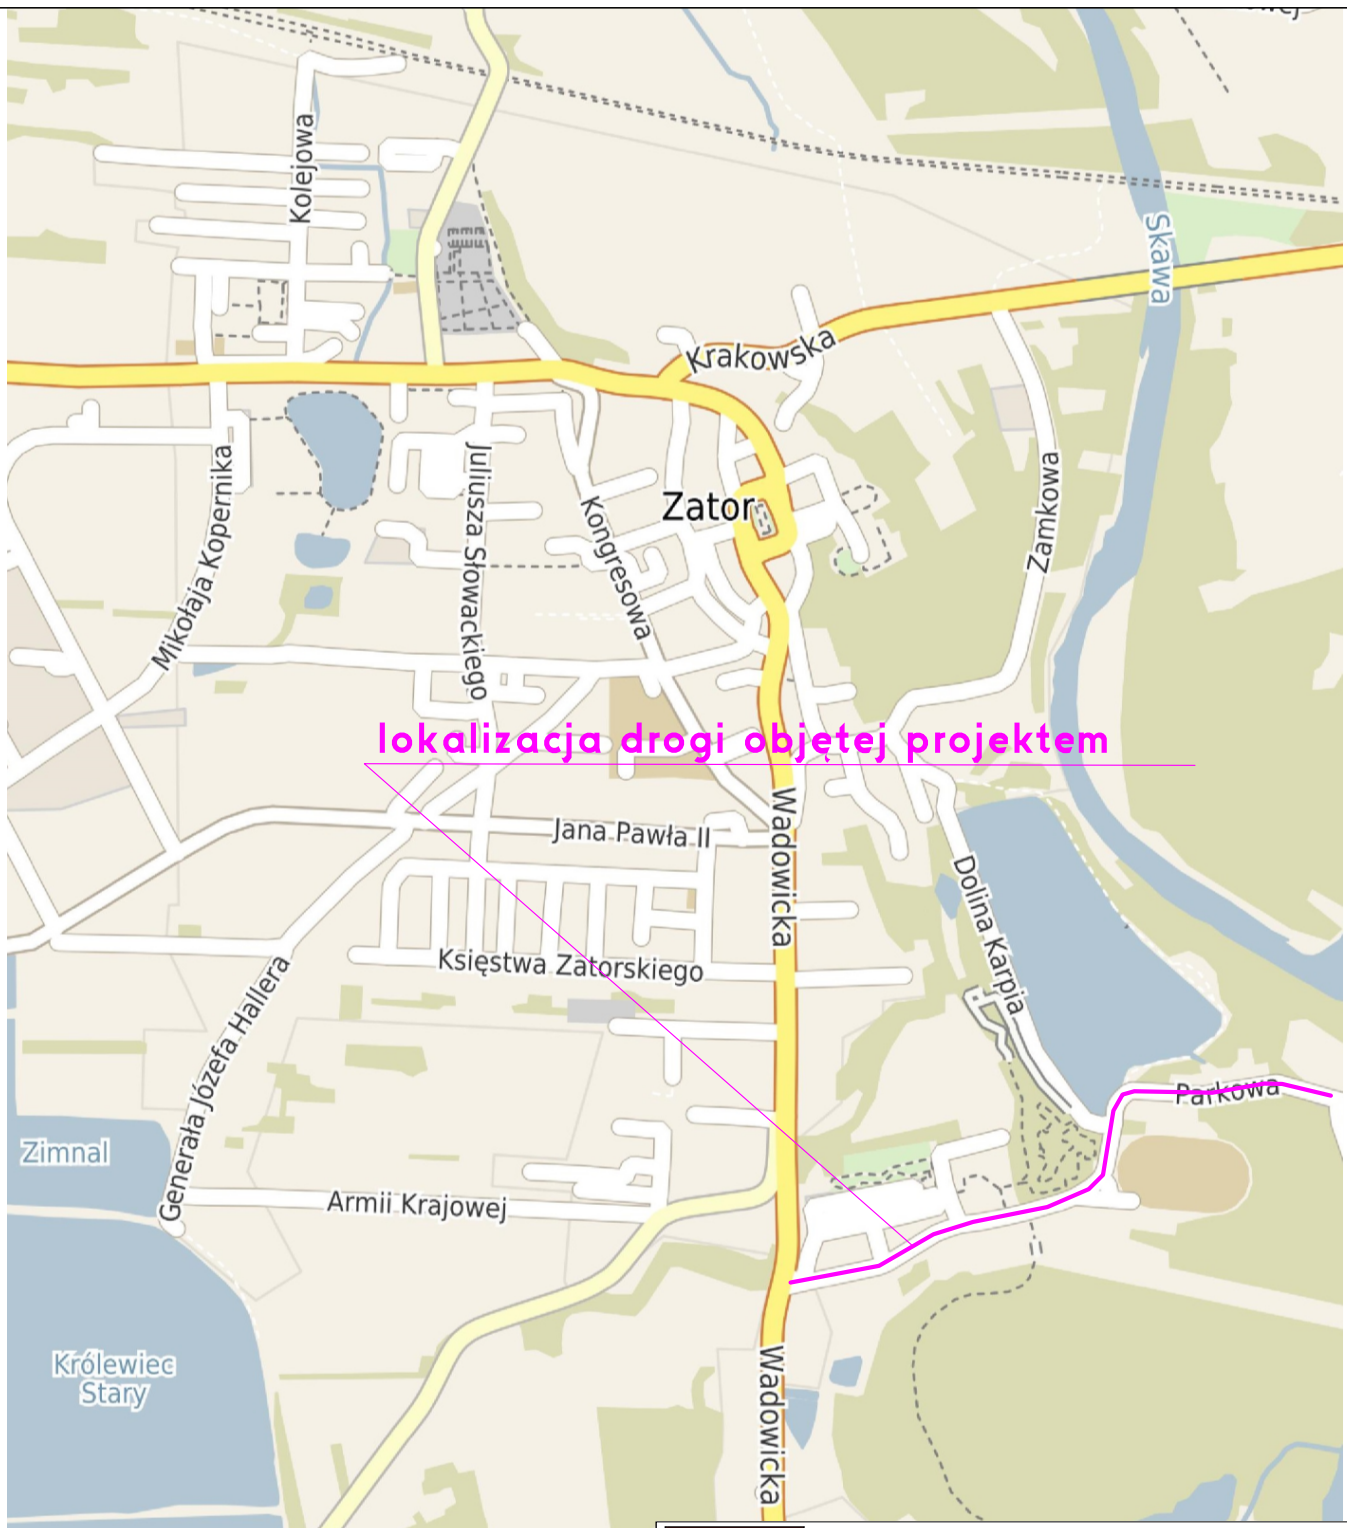 Kolejowa
Skawa
Krakowska
Zator
Mikołaja Kopernika
Juliusza Słowackiego
Kongresowa
Zamkowa
lokalizacja drogi objętej projektem
Jana Pawła II
Wadowicka
Dolina Karpia
Księstwa Zatorskiego
Generała Józefa Hallera
Parkowa
Zimnal
Armii Krajowej
Królewiec
Stary
Wadowicka